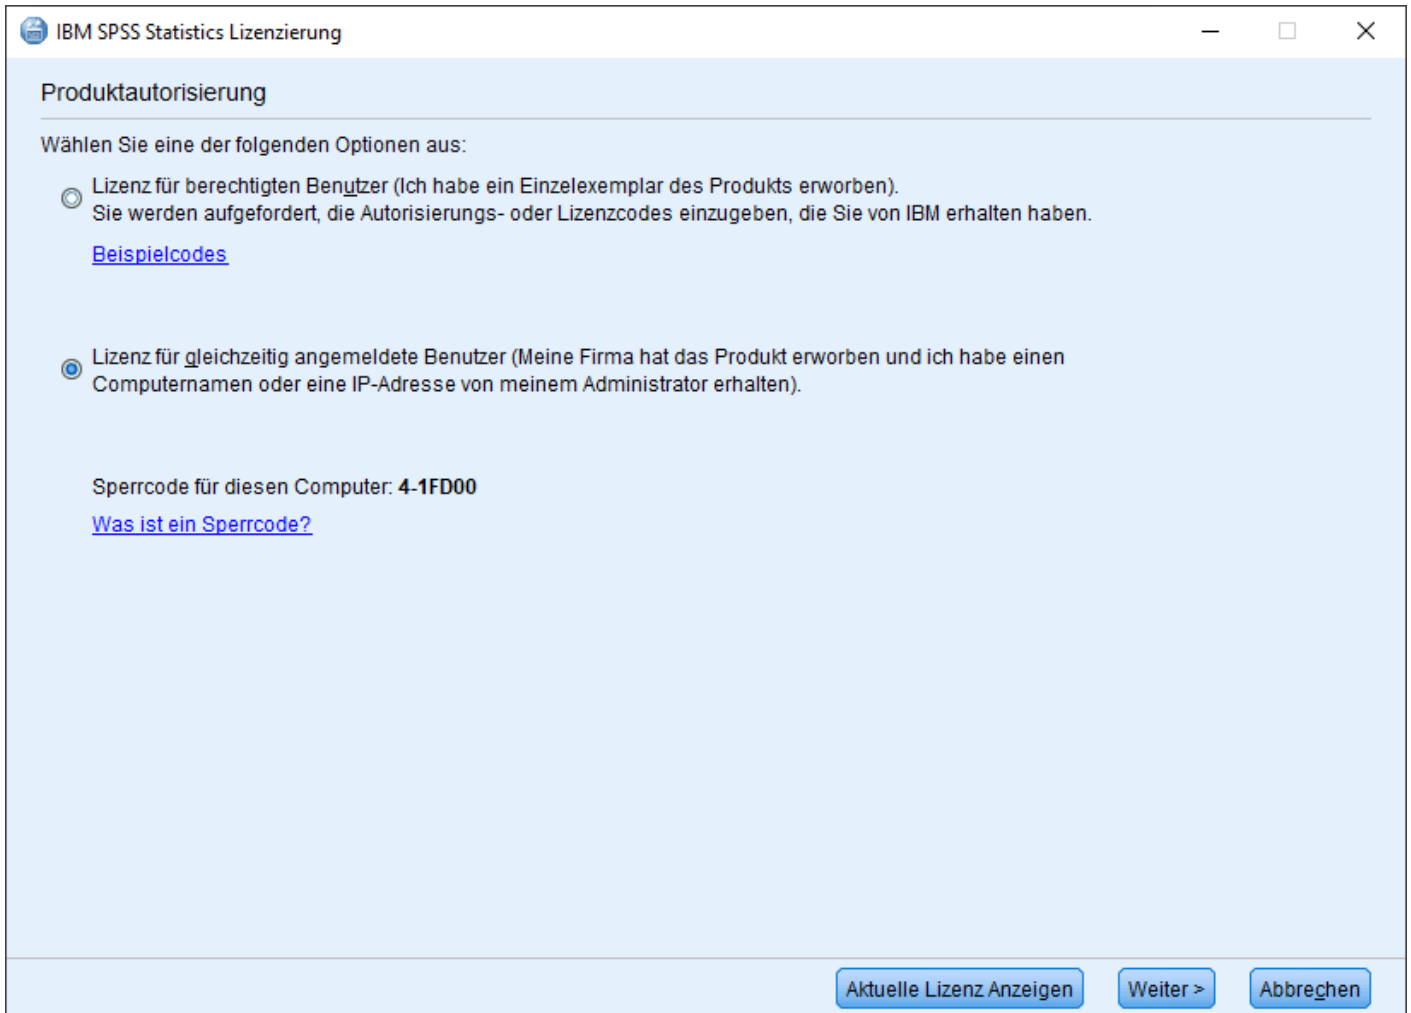 IBM SPSS Statistics Lizenzierung
Produktautorisierung
Wählen Sie eine der folgenden Optionen aus:
Lizenz für berechtigten Benutzer (Ich habe ein Einzelexemplar des Produkts erworben).
Sie werden aufgefordert, die Autorisierungs- oder Lizenzcodes einzugeben, die Sie von IBM erhalten haben.
Beispielcodes
Lizenz für gleichzeitig angemeldete Benutzer (Meine Firma hat das Produkt erworben und ich habe einen
Computernamen oder eine IP-Adresse von meinem Administrator erhalten).
Sperrcode für diesen Computer: 4-1FD00
Was ist ein Sperrcode?
Aktuelle Lizenz Anzeigen
Weiter >
Abbrechen